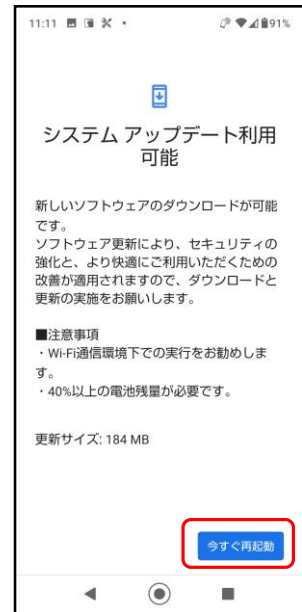 11:11 91%
システム アップデート利用
可能
新しいソフトウェアのダウンロードが可能
です。
ソフトウェア更新により、セキュリティの
強化と、より快適にご利用いただくための
改善が適用されますので、ダウンロードと
更新の実施をお願いします。
■注意事項
・Wi-Fi通信環境下での実行をお勧めしま
す。
・40%以上の電池残量が必要です。
更新サイズ: 184 MB
今すぐ再起動